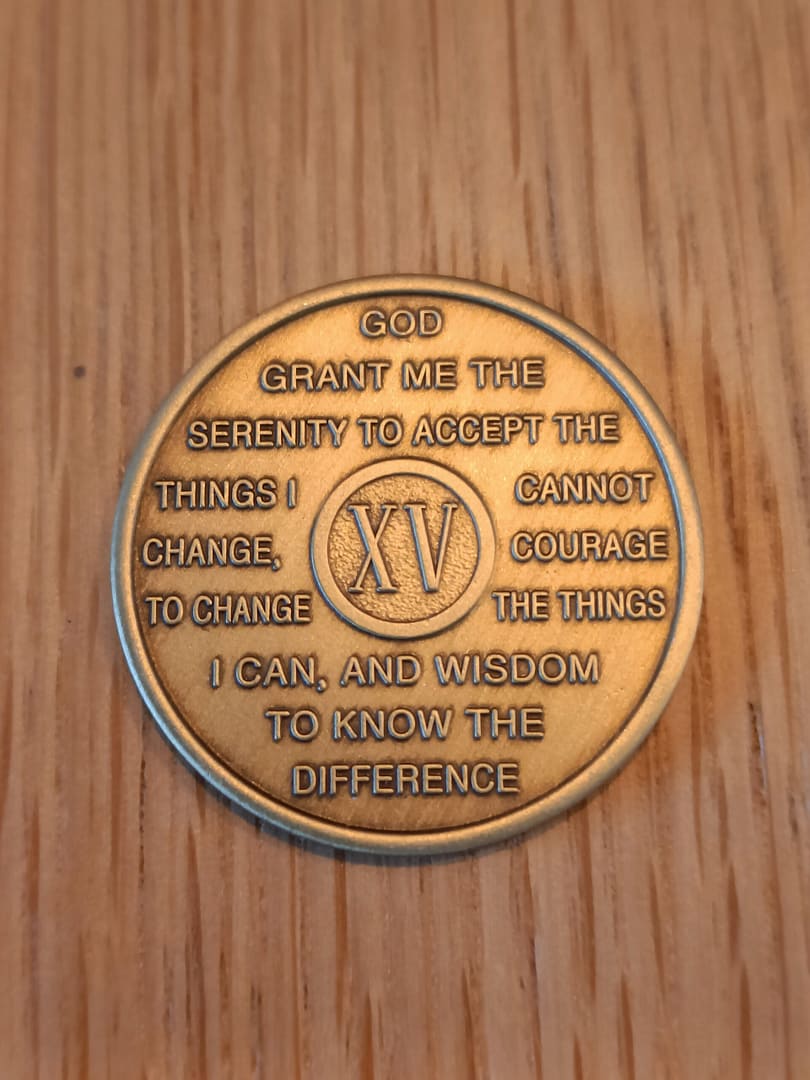 GOD
GRANT ME THE
SERENITY TO ACCEPT THE
THINGS I CANNOT
XV
CHANGE, COURAGE
TO CHANGE THE THINGS
I CAN, AND WISDOM
TO KNOW THE
DIFFERENCE